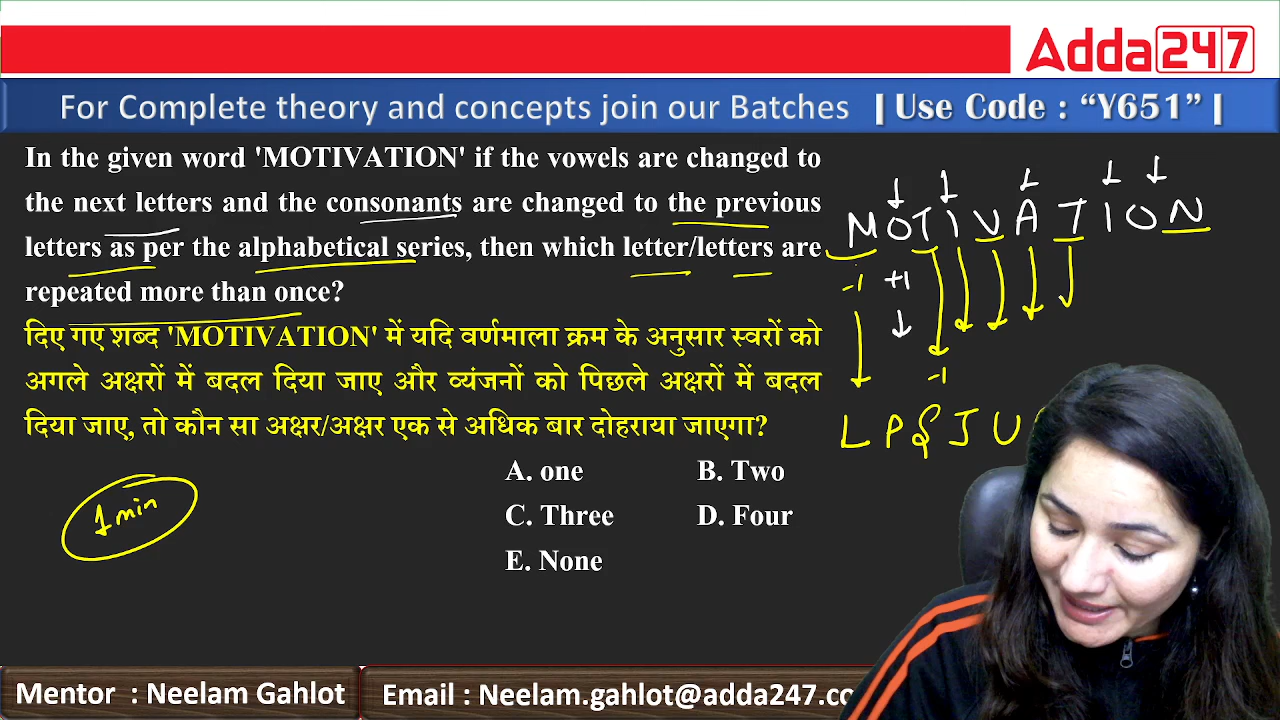 Adda247
For Complete theory and concepts join our Batches | Use Code : “Y651” |
In the given word 'MOTIVATION' if the vowels are changed to
the next letters and the consonants are changed to the previous
letters as per the alphabetical series, then which letter/letters are
repeated more than once?
दिए गए शब्द 'MOTIVATION' में यदि वर्णमाला क्रम के अनुसार स्वरों को
अगले अक्षरों में बदल दिया जाए और व्यंजनों को पिछले अक्षरों में बदल
दिया जाए, तो कौन सा अक्षर/अक्षर एक से अधिक बार दोहराया जाएगा?
A. one B. Two
C. Three D. Four
E. None
1 min
MOTIVATION
-1 +1
-1
LPSJU
Mentor : Neelam Gahlot
Email : Neelam.gahlot@adda247.co